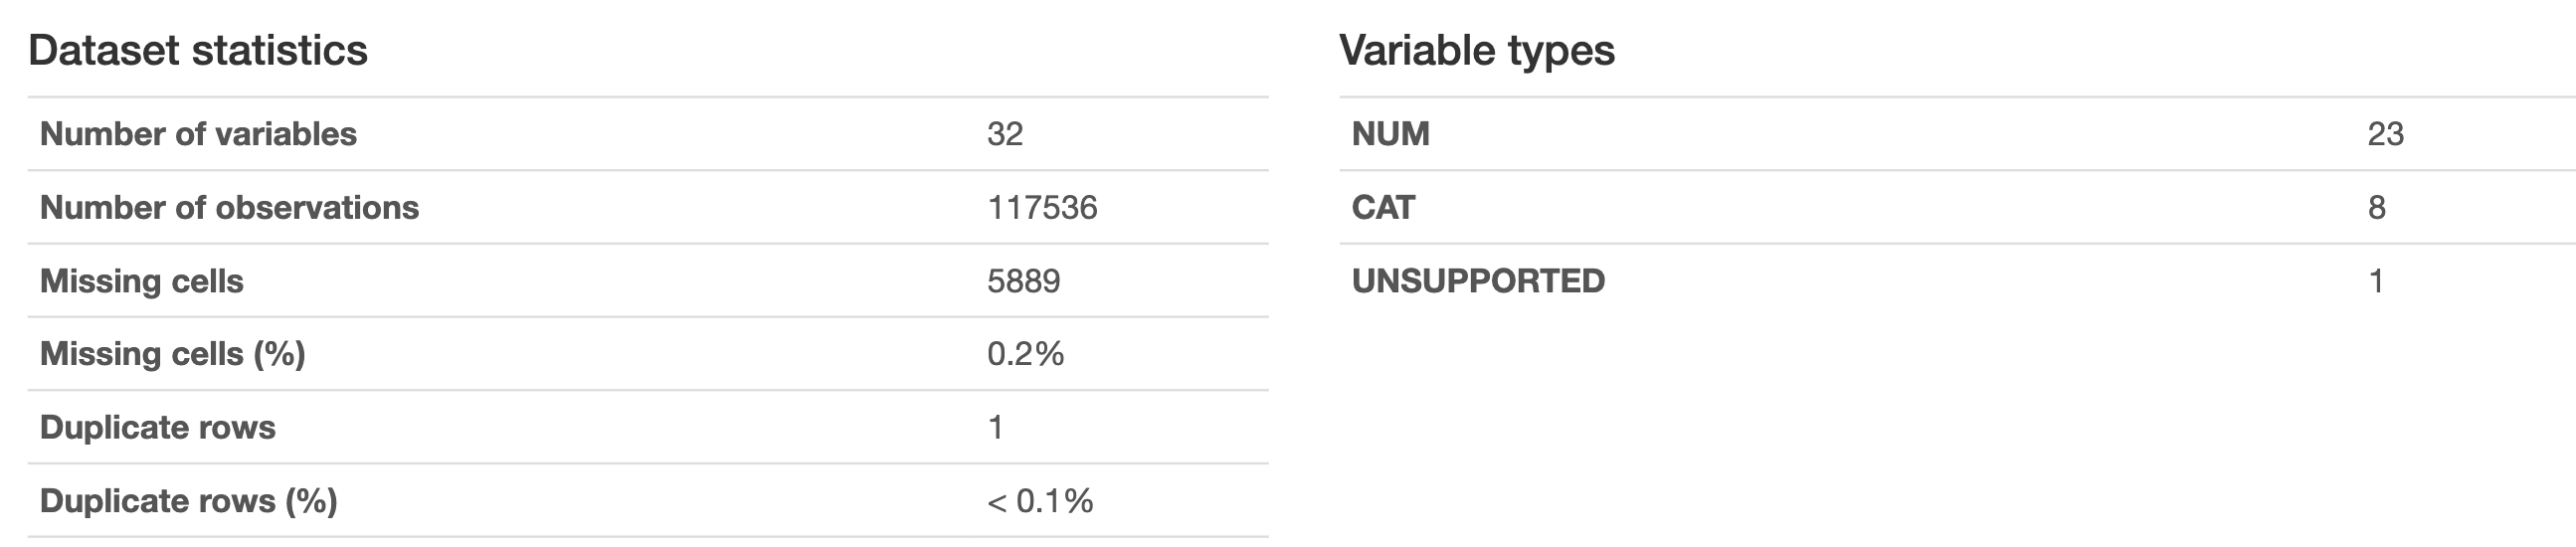 Dataset statistics
Number of variables 32
Number of observations 117536
Missing cells 5889
Missing cells (%) 0.2%
Duplicate rows 1
Duplicate rows (%) < 0.1%
Variable types
NUM 23
CAT 8
UNSUPPORTED 1